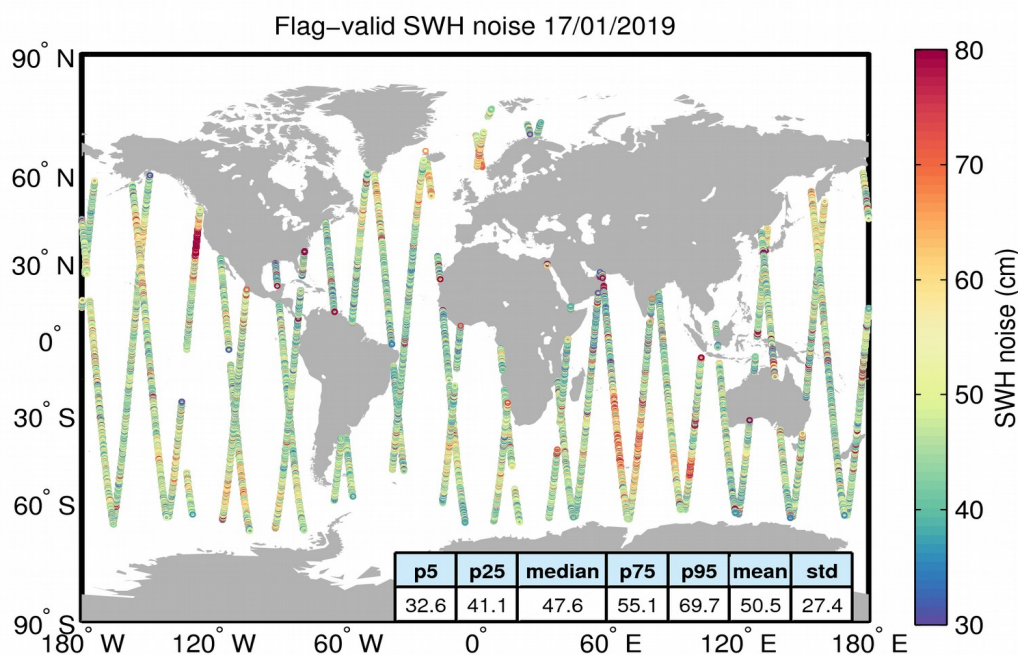 Flag−valid SWH noise 17/01/2019
90° N
60° N
30° N
0°
30° S
60° S
90° S
180° W
120° W
60° W
0°
60° E
120° E
180° E
80
70
60
50
40
30
SWH noise (cm)
p5 p25 median p75 p95 mean std
32.6 41.1 47.6 55.1 69.7 50.5 27.4